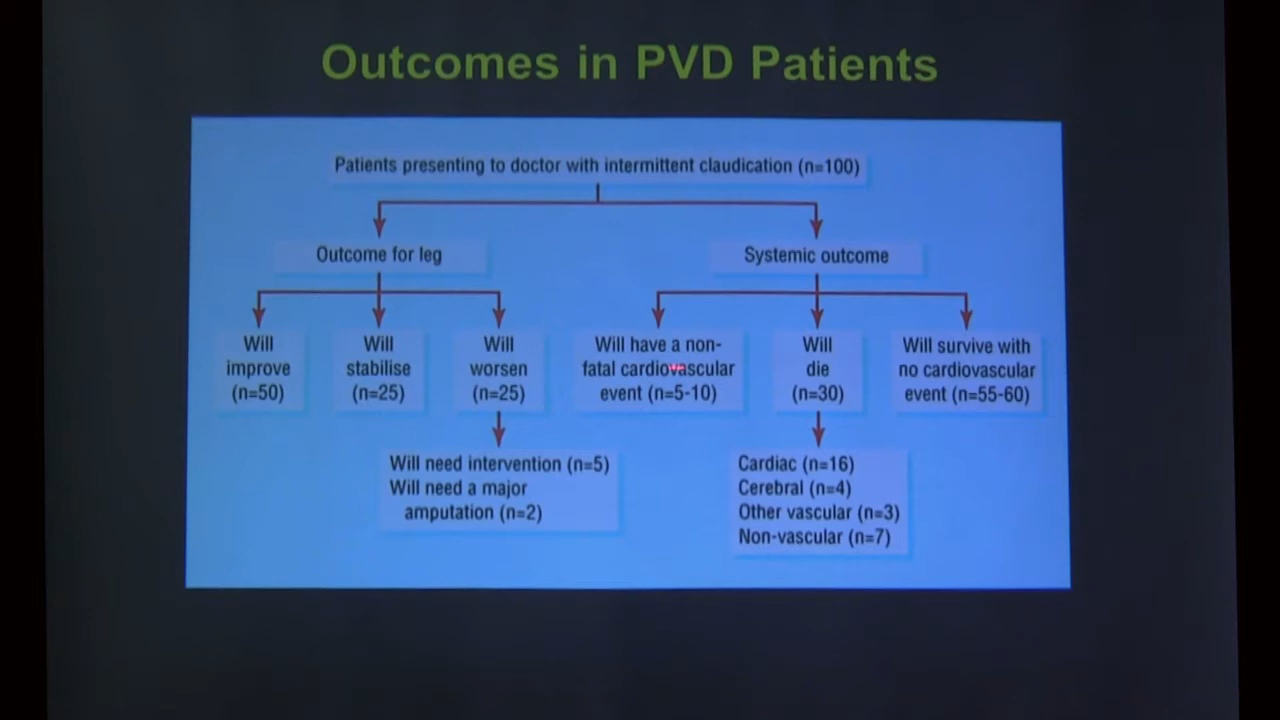 Outcomes in PVD Patients
Patients presenting to doctor with intermittent claudication (n=100)
Outcome for leg
Systemic outcome
Will
improve
(n=50)
Will
stabilise
(n=25)
Will
worsen
(n=25)
Will have a non-
fatal cardiovascular
event (n=5-10)
Will
die
(n=30)
Will survive with
no cardiovascular
event (n=55-60)
Will need intervention (n=5)
Will need a major
amputation (n=2)
Cardiac (n=16)
Cerebral (n=4)
Other vascular (n=3)
Non-vascular (n=7)